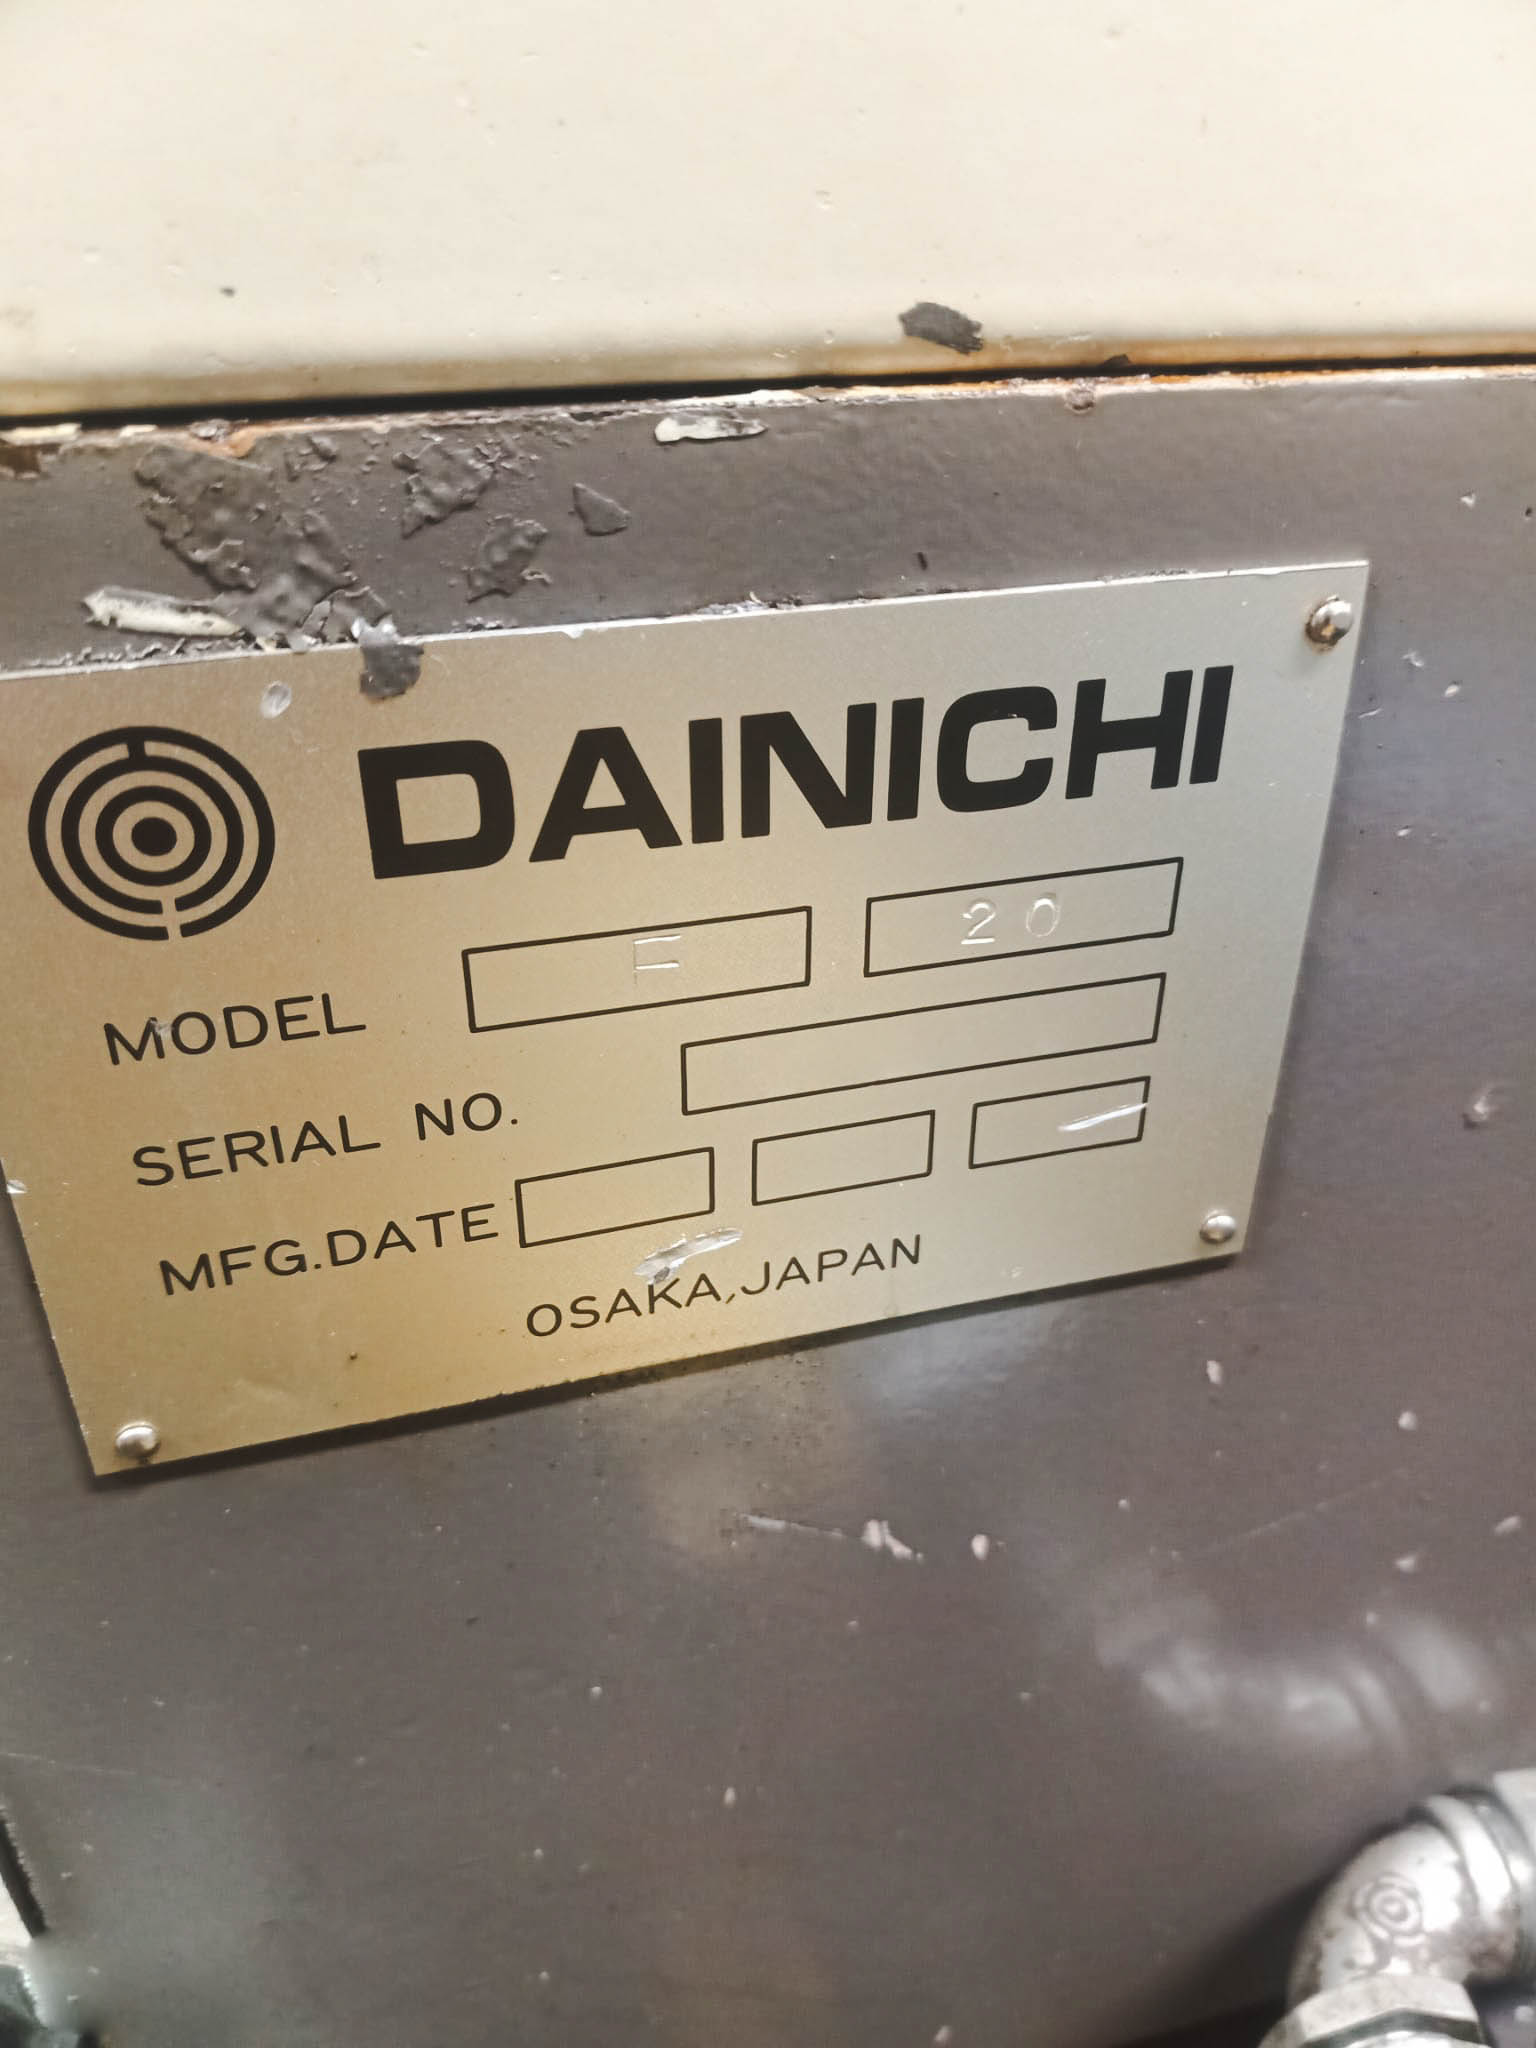 DAINICHI
MODEL F 20
SERIAL NO.
MFG.DATE
OSAKA,JAPAN